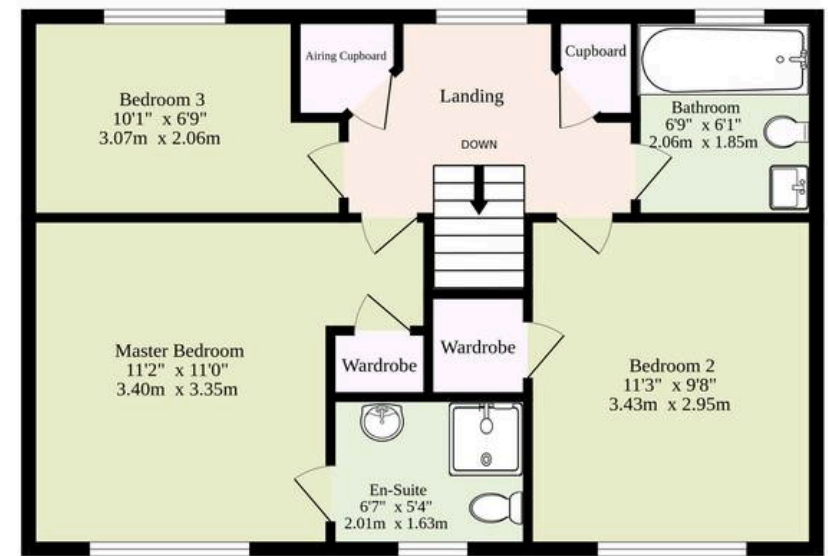 Bedroom 3
10'1" x 6'9"
3.07m x 2.06m
Airing Cupboard
Landing
DOWN
Cupboard
Bathroom
6'9" x 6'1"
2.06m x 1.85m
Master Bedroom
11'2" x 11'0"
3.40m x 3.35m
Wardrobe
Wardrobe
Bedroom 2
11'3" x 9'8"
3.43m x 2.95m
En-Suite
6'7" x 5'4"
2.01m x 1.63m